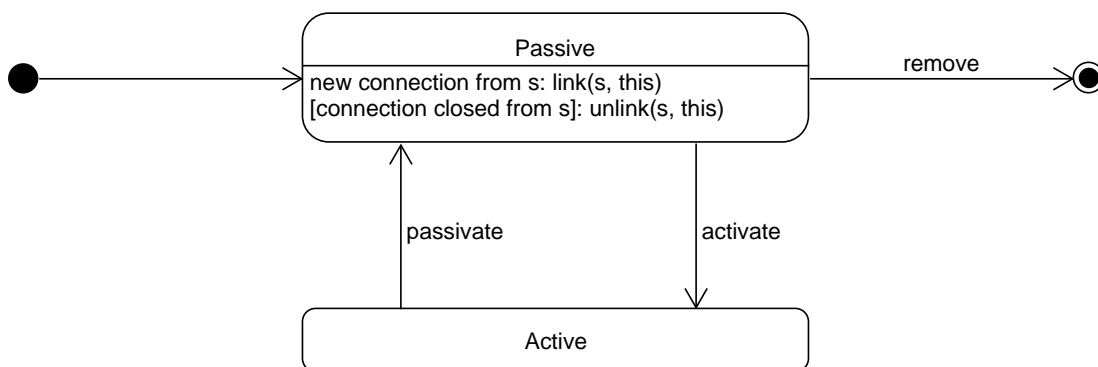 Passive
remove
new connection from s: link(s, this)
[connection closed from s]: unlink(s, this)
passivate
activate
Active